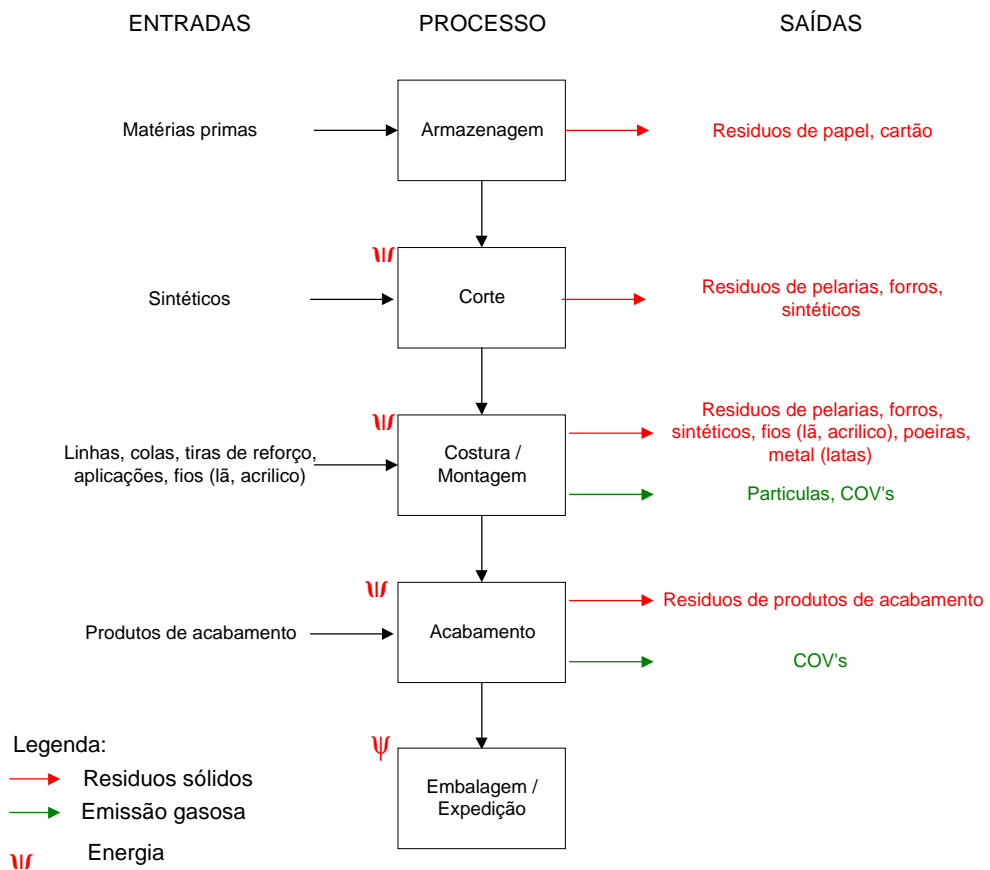 ENTRADAS PROCESSO SAÍDAS
Matérias primas
Armazenagem
Residuos de papel, cartão
Sintéticos
Corte
Residuos de pelarias, forros,
sintéticos
Linhas, colas, tiras de reforço,
aplicações, fios (lã, acrilico)
Costura /
Montagem
Residuos de pelarias, forros,
sintéticos, fios (lã, acrilico), poeiras,
metal (latas)
Particulas, COV's
Produtos de acabamento
Acabamento
Residuos de produtos de acabamento
COV's
Embalagem /
Expedição
Legenda:
Residuos sólidos
Emissão gasosa
Energia